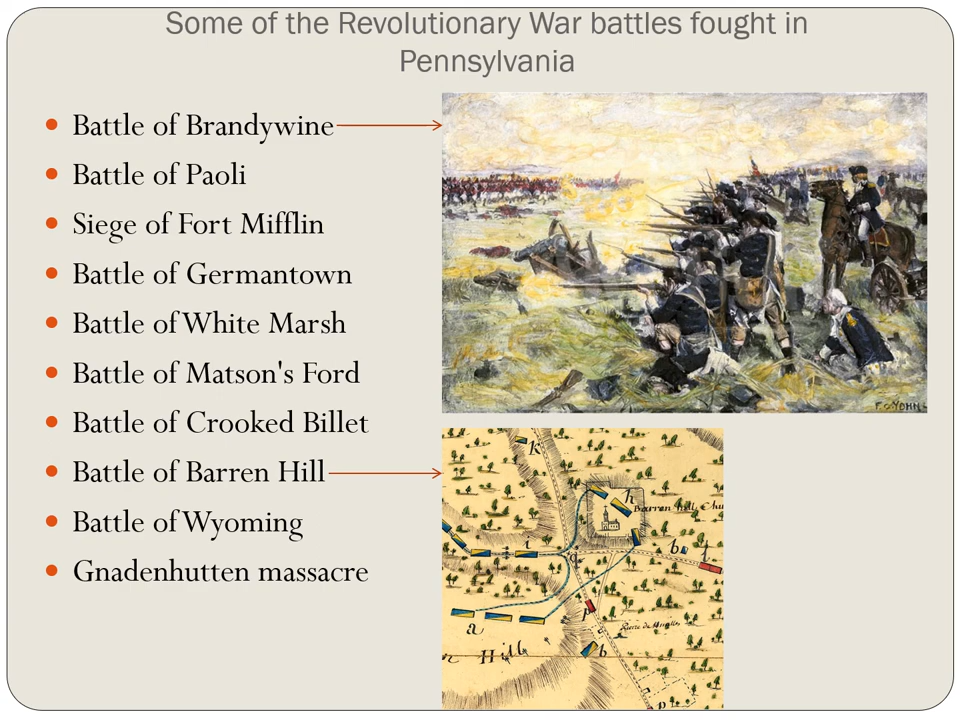 Some of the Revolutionary War battles fought in
Pennsylvania
Battle of Brandywine
Battle of Paoli
Siege of Fort Mifflin
Battle of Germantown
Battle of White Marsh
Battle of Matson's Ford
Battle of Crooked Billet
Battle of Barren Hill
Battle of Wyoming
Gnadenhutten massacre
F.C. YOHN
k
h
Barren hill Chu
i
b
t
q
p
a
b
Hill